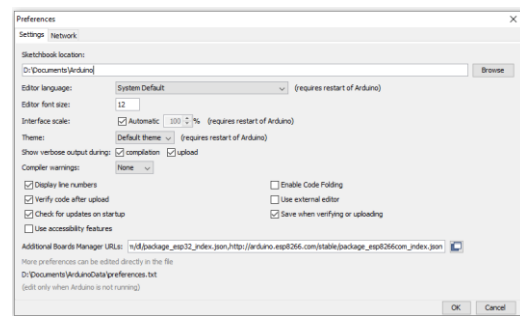 Preferences
Settings Network
Sketchbook location:
D:\Documents\Arduino
Browse
Editor language: System Default (requires restart of Arduino)
Editor font size: 12
Interface scale: Automatic 100 % (requires restart of Arduino)
Theme: Default theme (requires restart of Arduino)
Show verbose output during: compilation upload
Compiler warnings: None
Display line numbers Enable Code Folding
Verify code after upload Use external editor
Check for updates on startup Save when verifying or uploading
Use accessibility features
Additional Boards Manager URLs: n/dl/package_esp32_index.json,http://arduino.esp8266.com/stable/package_esp8266com_index.json
More preferences can be edited directly in the file
D:\Documents\ArduinoData\preferences.txt
(edit only when Arduino is not running)
OK Cancel